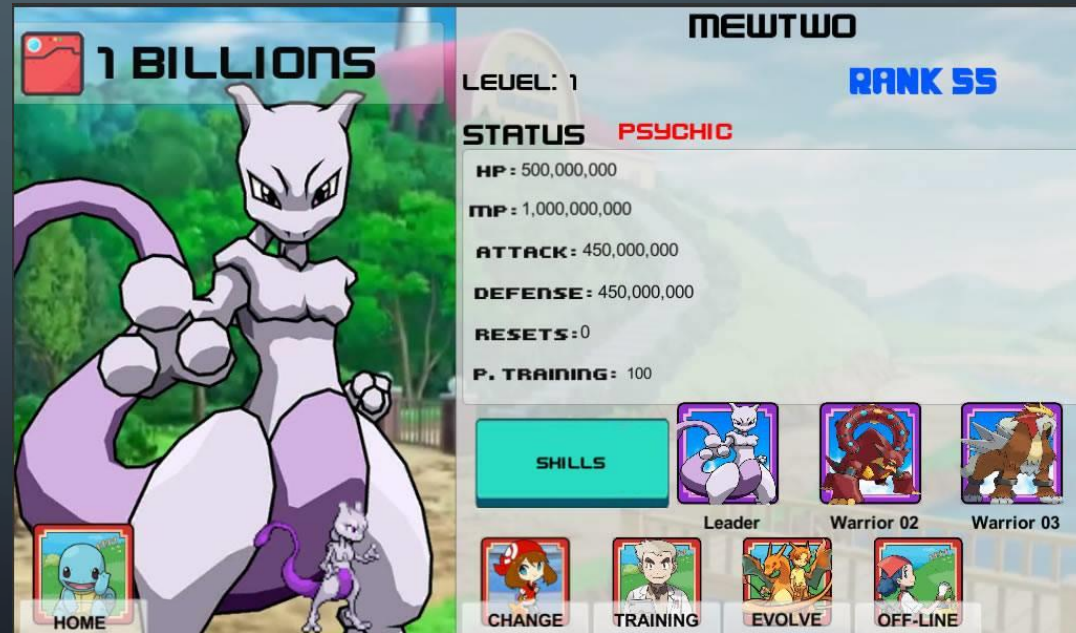 1 BILLIONS
MEWTWO
LEVEL: 1
RANK SS
STATUS PSYCHIC
HP: 500,000,000
MP: 1,000,000,000
ATTACK: 450,000,000
DEFENSE: 450,000,000
RESETS:0
P. TRAINING: 100
SHILLS
Leader
Warrior 02
Warrior 03
HOME
CHANGE
TRAINING
EVOLVE
OFF-LINE